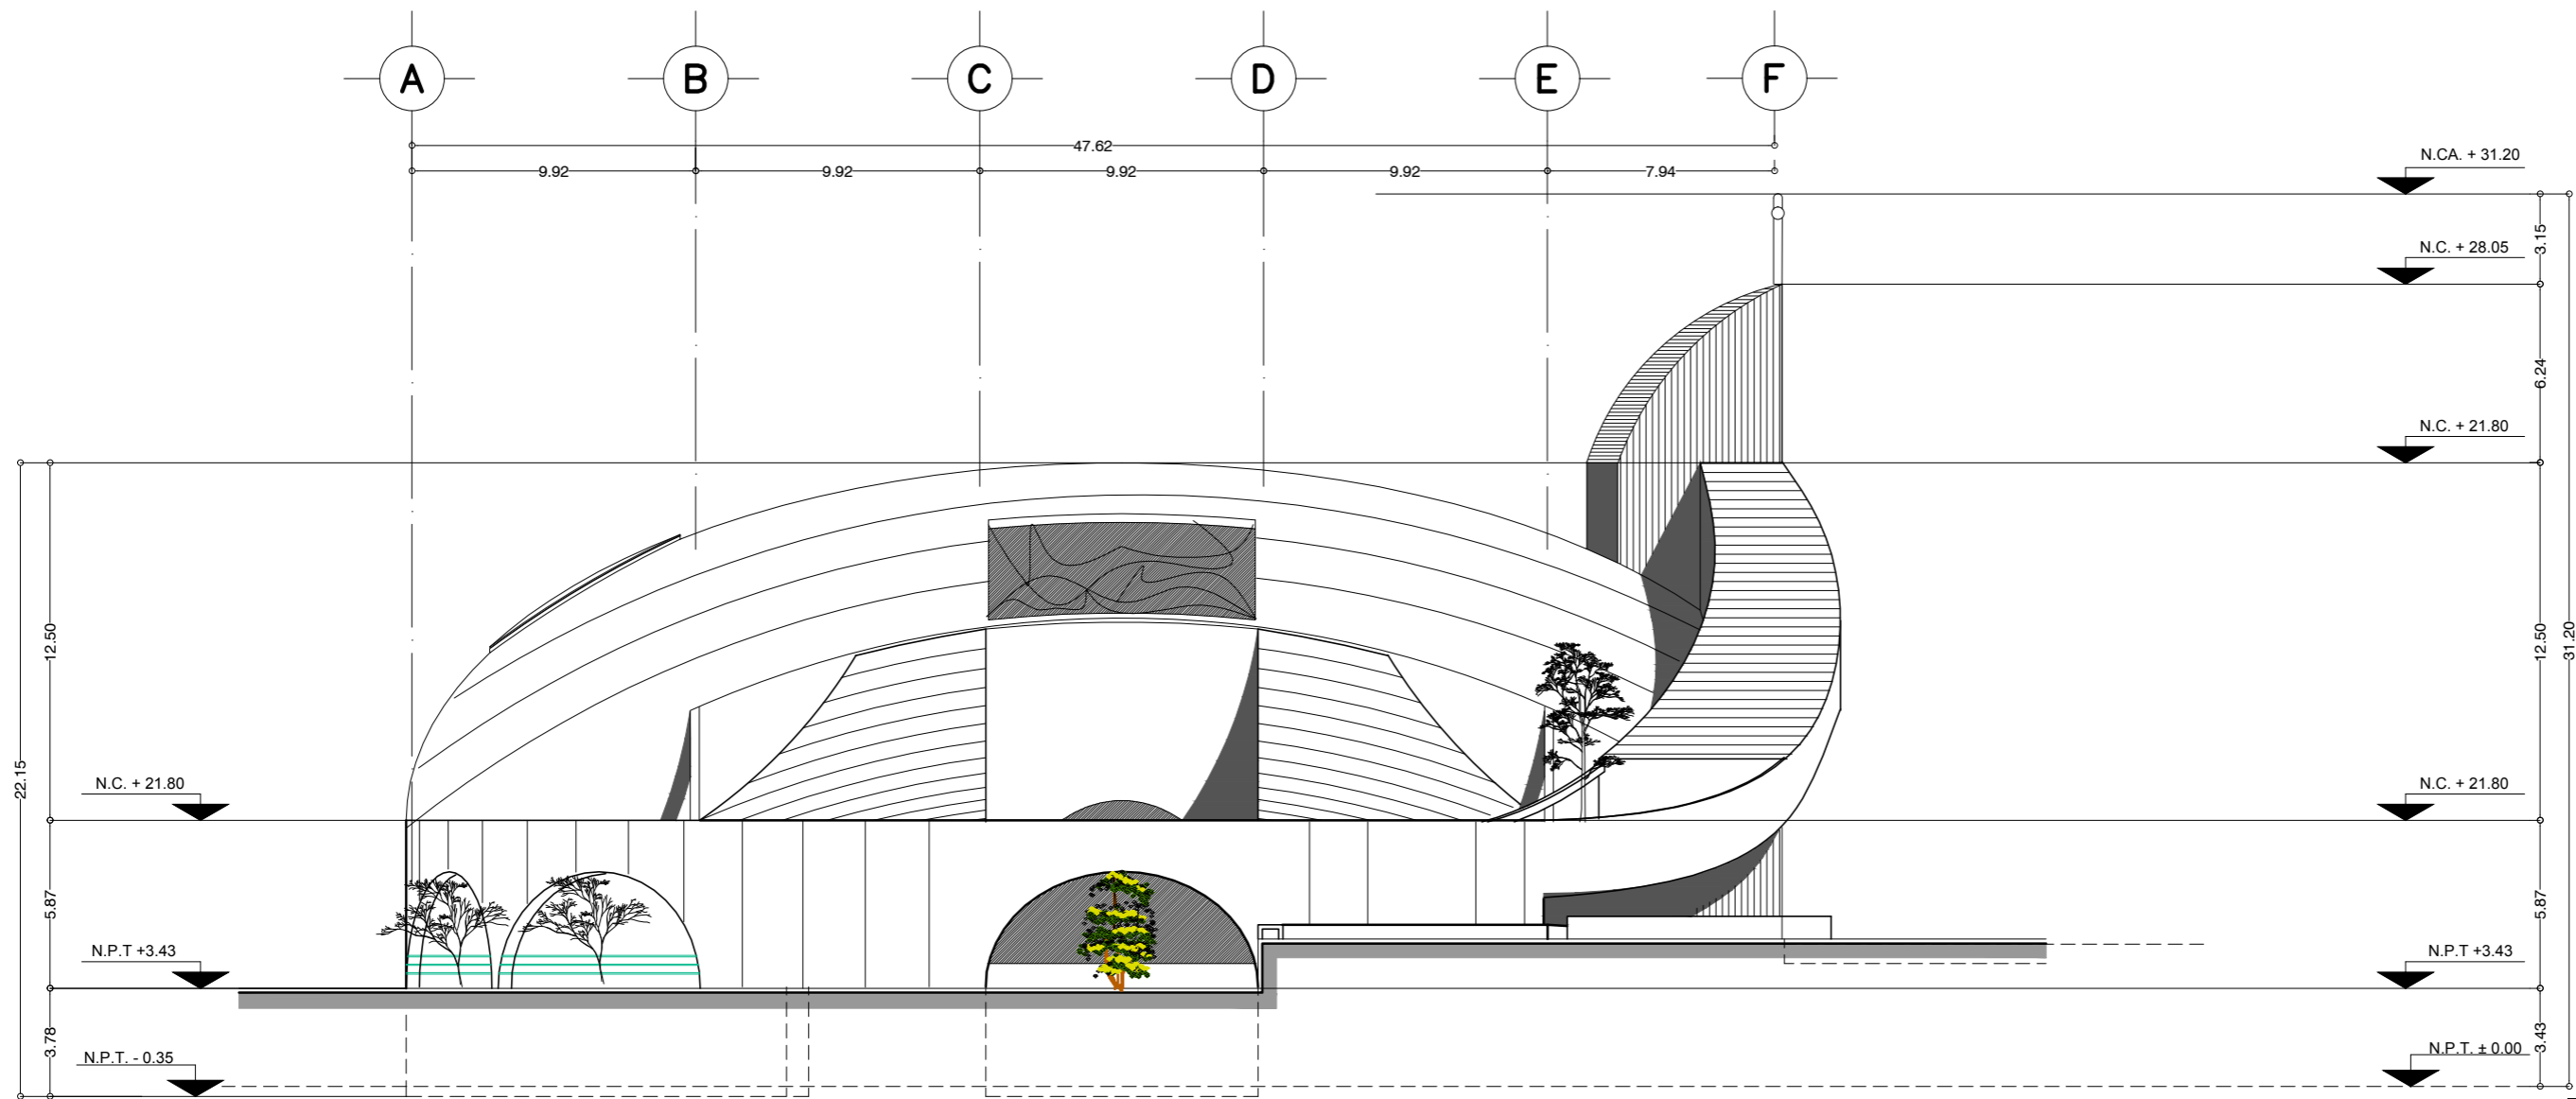 A B C D E F
47.62
9.92 9.92 9.92 9.92 7.94
N.CA. + 31.20
3.15
N.C. + 28.05
6.24
N.C. + 21.80
12.50
12.50
31.20
22.15
N.C. + 21.80
N.C. + 21.80
5.87
5.87
N.P.T +3.43
N.P.T +3.43
3.78
3.43
N.P.T. - 0.35
N.P.T. ± 0.00